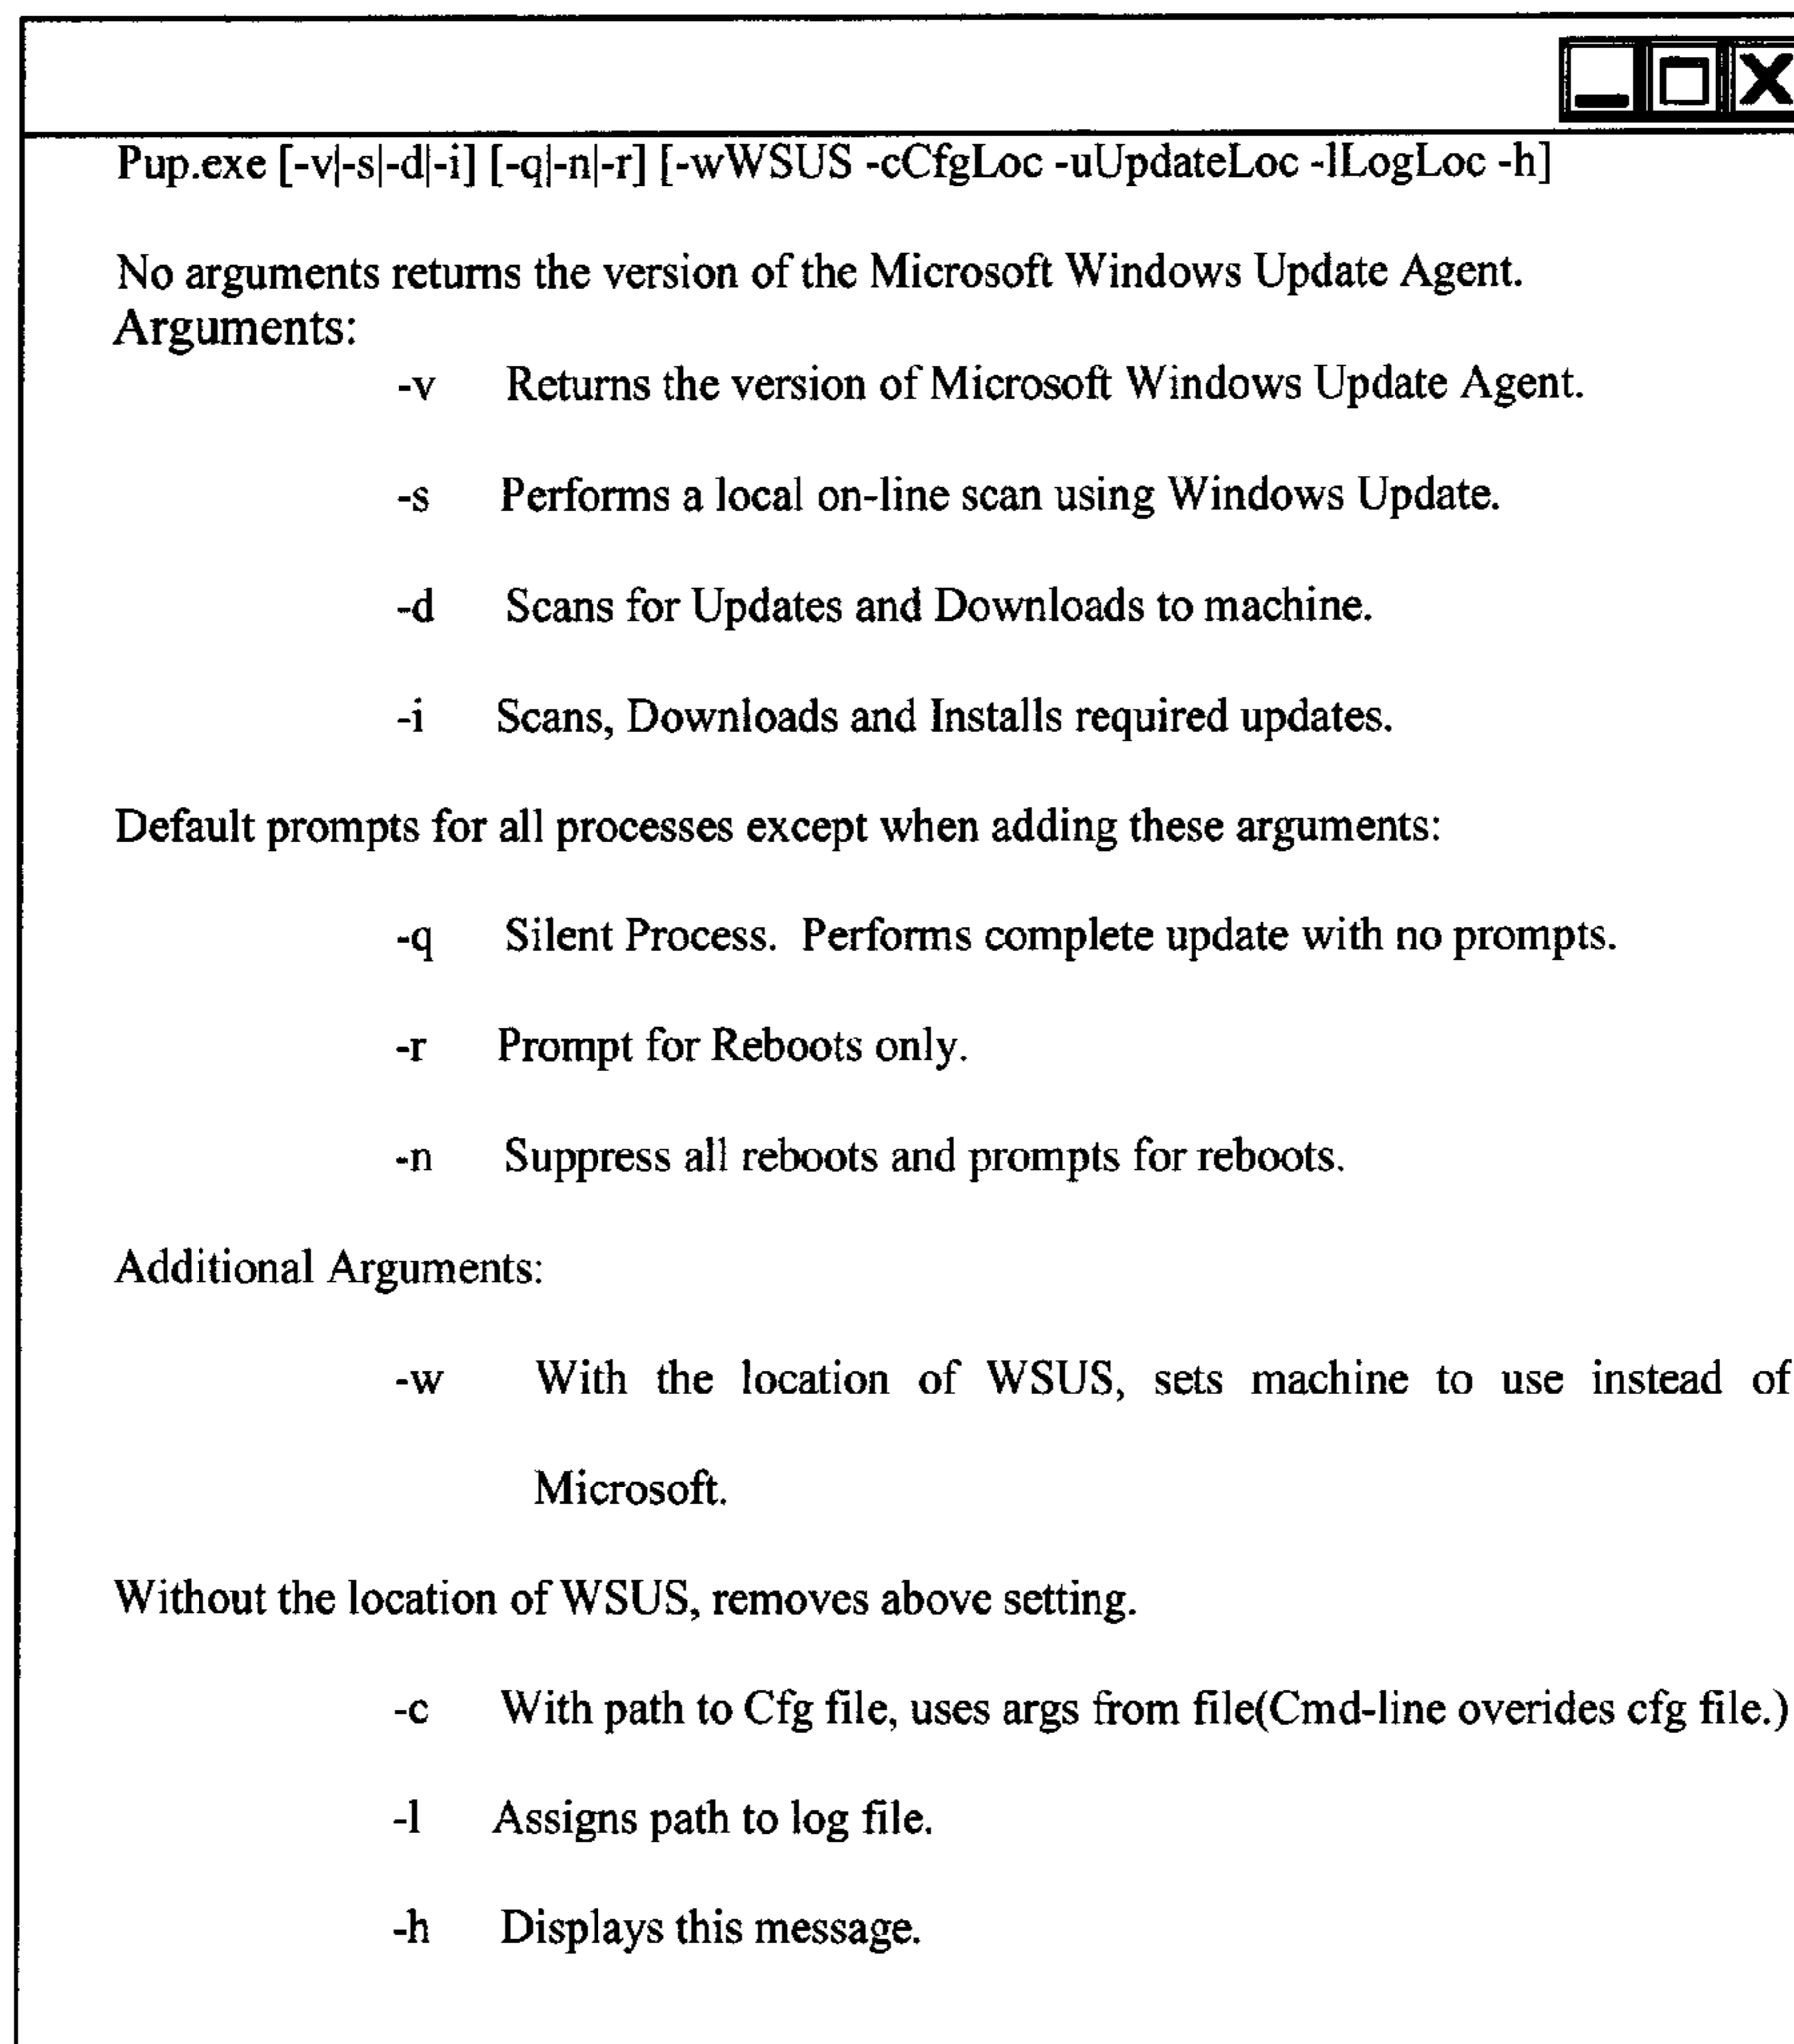 Pup.exe [-v|-s|-d|-i] [-q|-n|-r] [-wWSUS -cCfgLoc -uUpdateLoc -lLogLoc -h]
No arguments returns the version of the Microsoft Windows Update Agent.
Arguments:
-v Returns the version of Microsoft Windows Update Agent.
-s Performs a local on-line scan using Windows Update.
-d Scans for Updates and Downloads to machine.
-i Scans, Downloads and Installs required updates.
Default prompts for all processes except when adding these arguments:
-q Silent Process. Performs complete update with no prompts.
-r Prompt for Reboots only.
-n Suppress all reboots and prompts for reboots.
Additional Arguments:
-w With the location of WSUS, sets machine to use instead of
Microsoft.
Without the location of WSUS, removes above setting.
-c With path to Cfg file, uses args from file(Cmd-line overides cfg file.)
-l Assigns path to log file.
-h Displays this message.